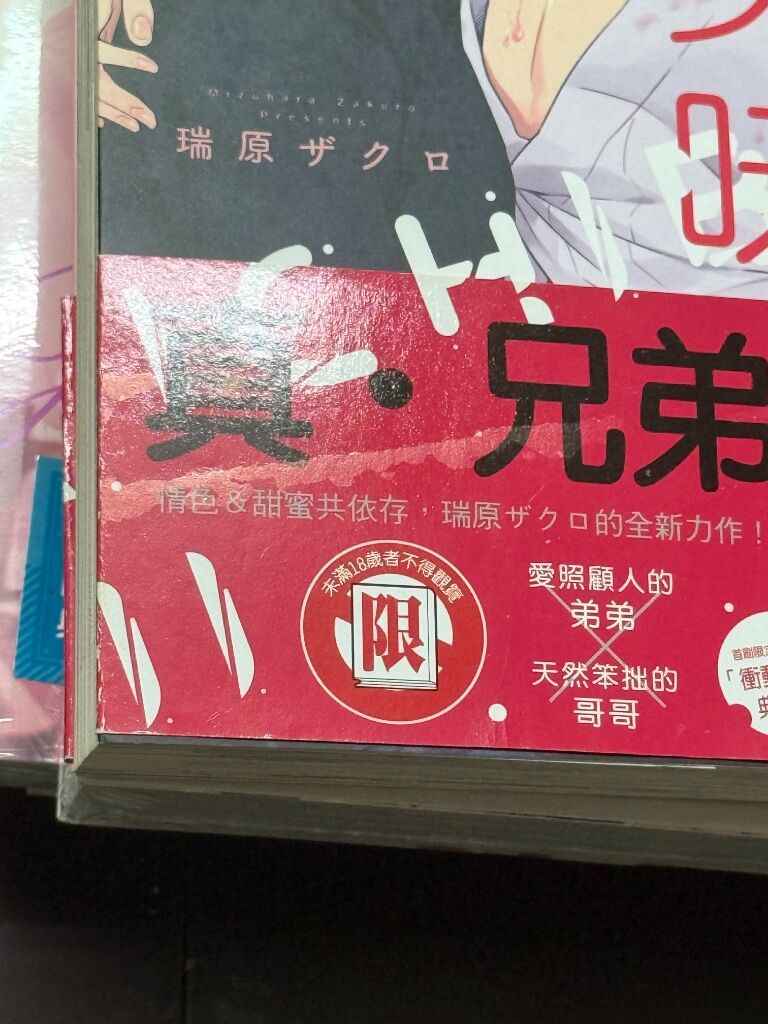 Mizuhara Zakuro
Presents
瑞原ザクロ
真・兄弟
情色＆甜蜜共依存，瑞原ザクロ的全新力作！
未滿18歲者不得觀覽
限
愛照顧人的
弟弟
天然笨拙的
哥哥
首刷限定
「衝動